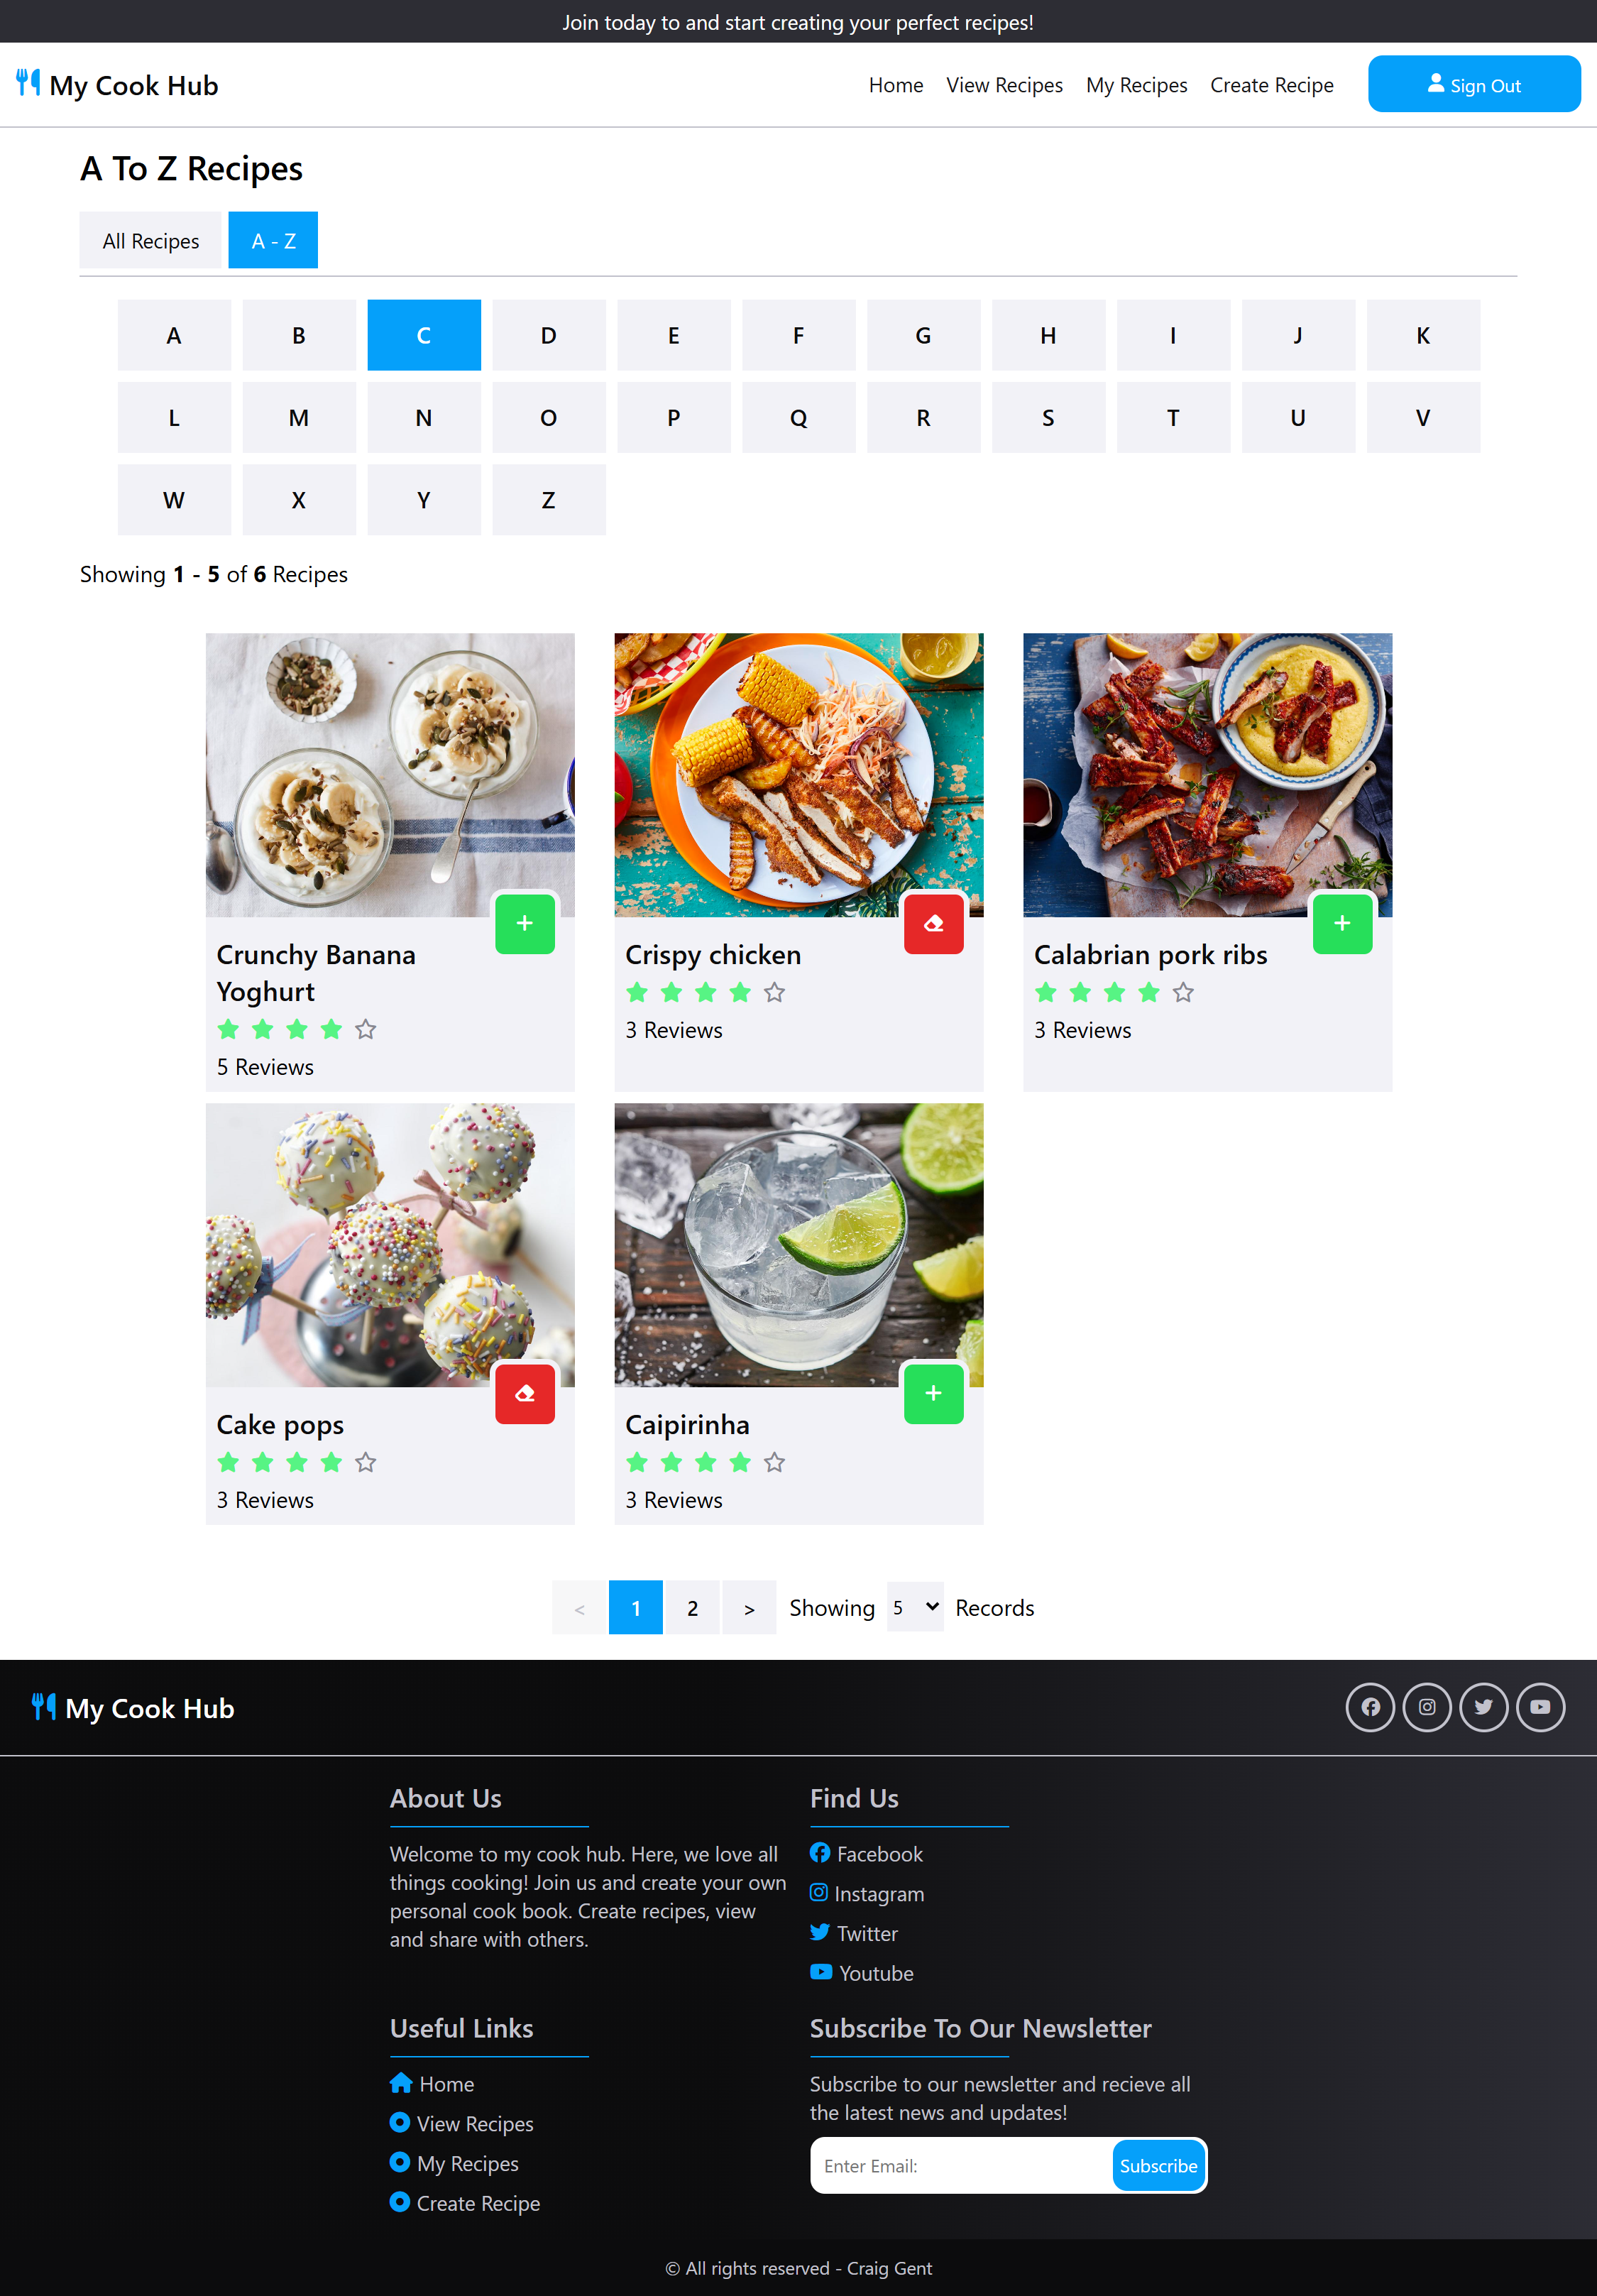 Join today to and start creating your perfect recipes!
My Cook Hub
Home
View Recipes
My Recipes
Create Recipe
Sign Out
A To Z Recipes
All Recipes
A - Z
A
B
C
D
E
F
G
H
I
J
K
L
M
N
O
P
Q
R
S
T
U
V
W
X
Y
Z
Showing 1 - 5 of 6 Recipes
Crunchy Banana
Yoghurt
5 Reviews
Crispy chicken
3 Reviews
Calabrian pork ribs
3 Reviews
Cake pops
3 Reviews
Caipirinha
3 Reviews
<
1
2
>
Showing
5
Records
My Cook Hub
About Us
Welcome to my cook hub. Here, we love all
things cooking! Join us and create your own
personal cook book. Create recipes, view
and share with others.
Find Us
Facebook
Instagram
Twitter
Youtube
Useful Links
Home
View Recipes
My Recipes
Create Recipe
Subscribe To Our Newsletter
Subscribe to our newsletter and recieve all
the latest news and updates!
Enter Email:
Subscribe
© All rights reserved - Craig Gent